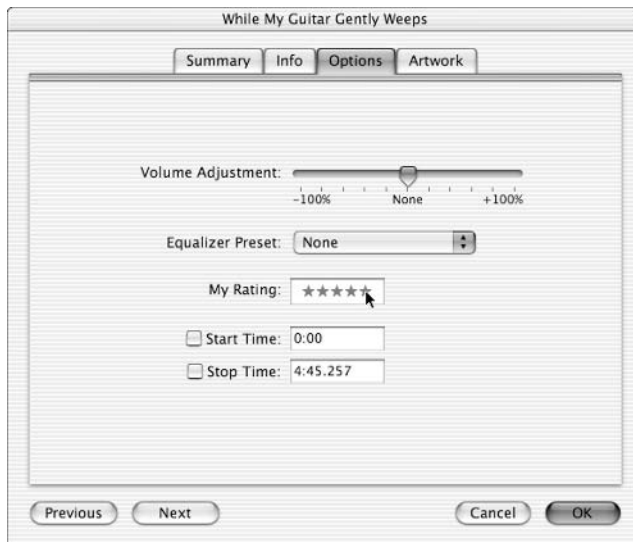 While My Guitar Gently Weeps
Summary Info Options Artwork
Volume Adjustment:
-100% None +100%
Equalizer Preset: None
My Rating: ★★★★★
Start Time: 0:00
Stop Time: 4:45.257
Previous Next Cancel OK